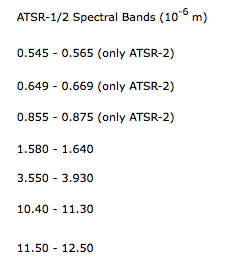 ATSR-1/2 Spectral Bands (10⁻⁶ m)
0.545 - 0.565 (only ATSR-2)
0.649 - 0.669 (only ATSR-2)
0.855 - 0.875 (only ATSR-2)
1.580 - 1.640
3.550 - 3.930
10.40 - 11.30
11.50 - 12.50